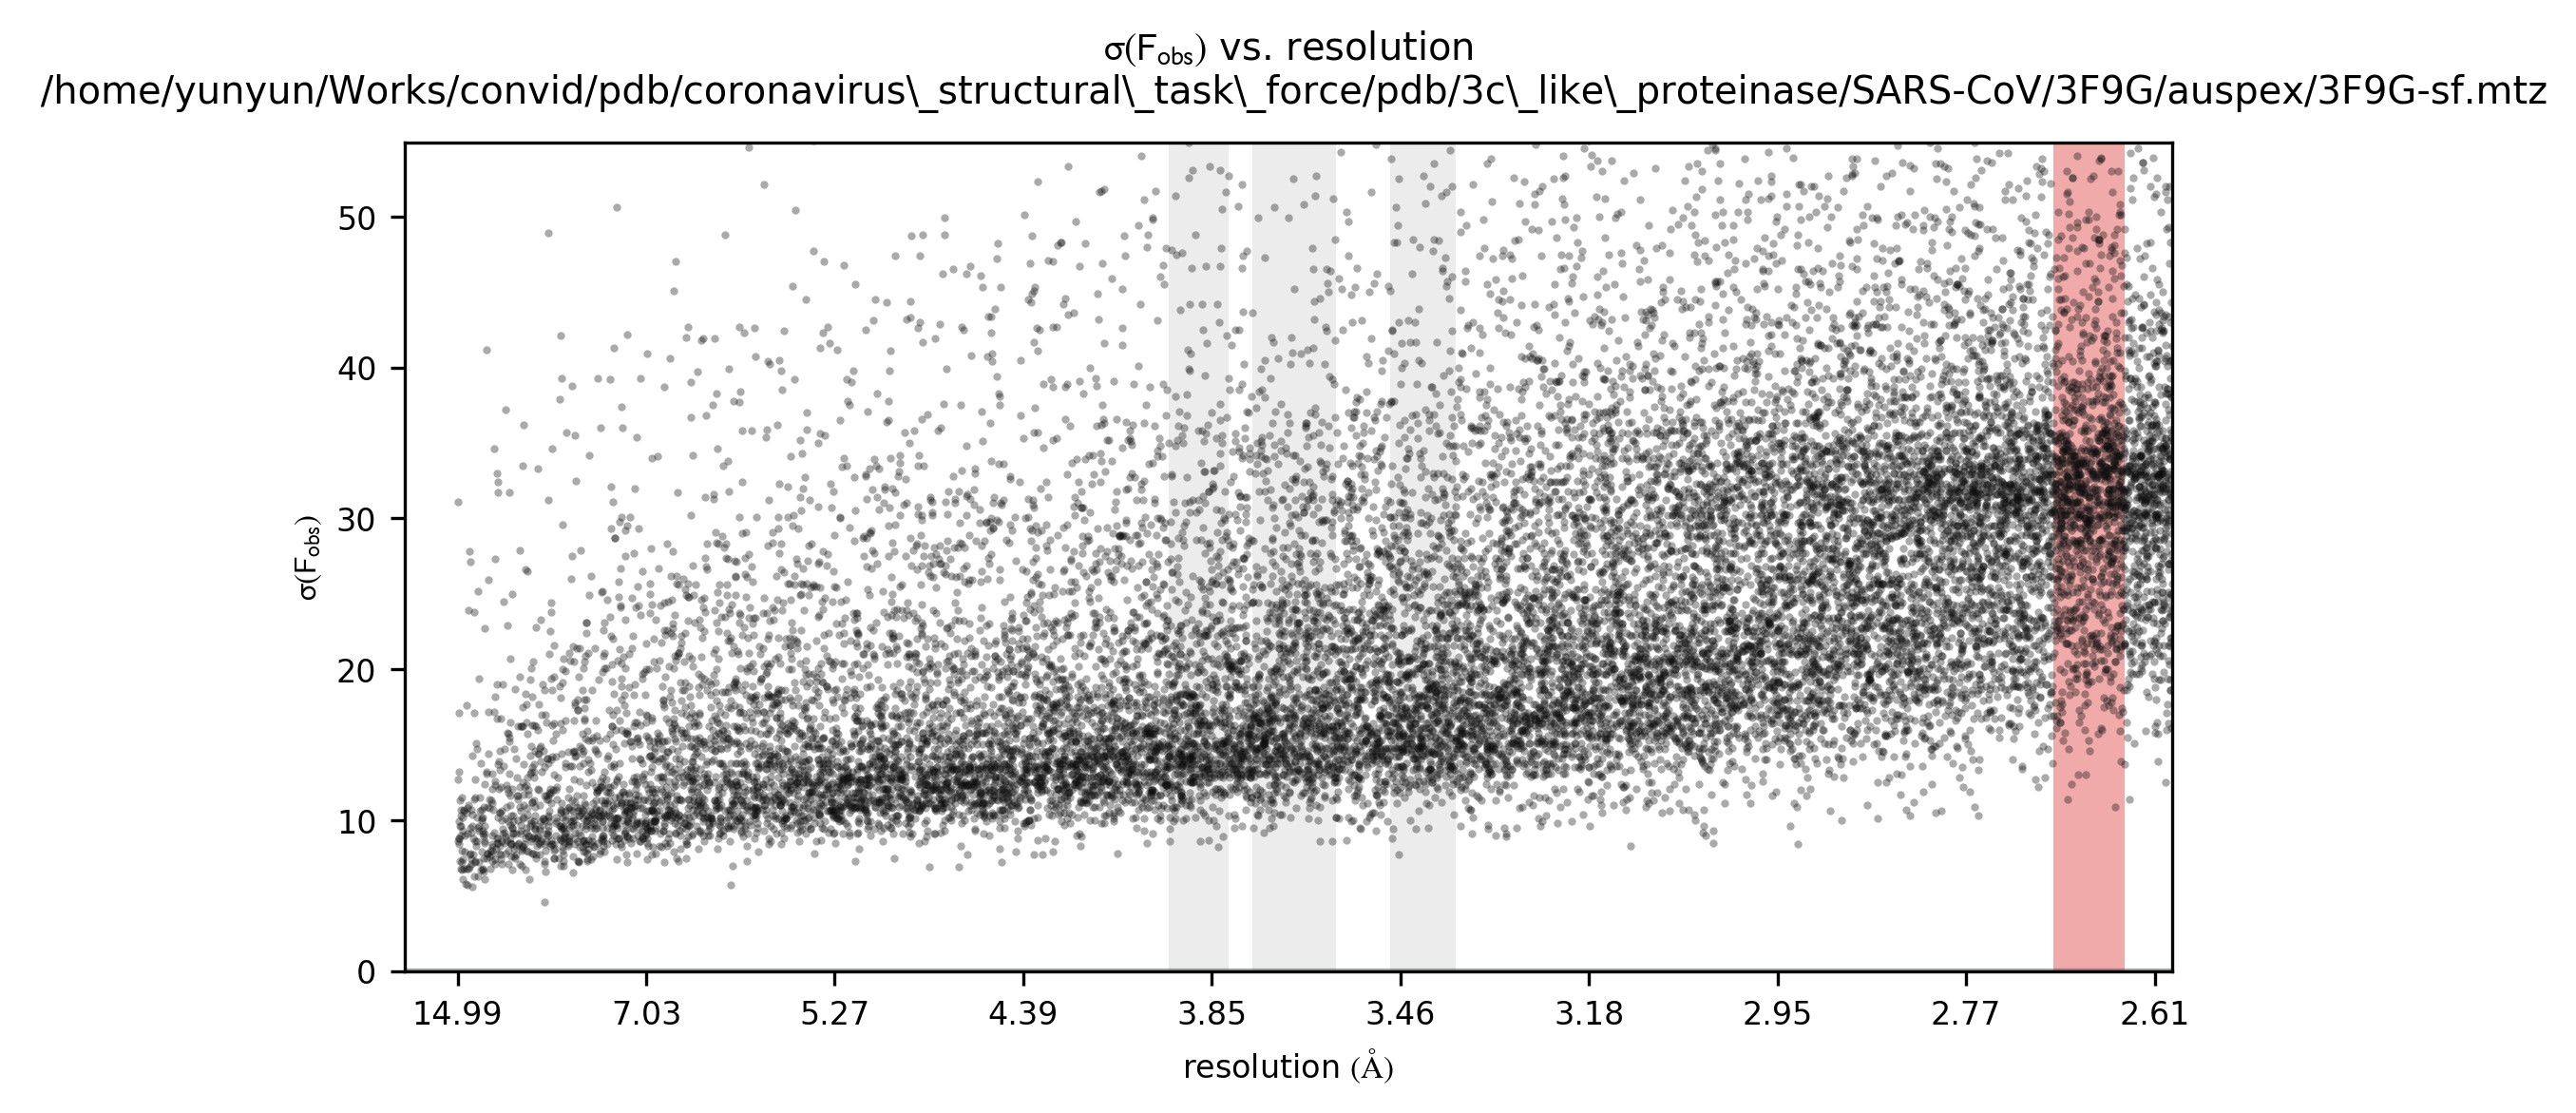 σ(F_obs) vs. resolution
/home/yunyun/Works/convid/pdb/coronavirus\_structural\_task\_force/pdb/3c\_like\_proteinase/SARS-CoV/3F9G/auspex/3F9G-sf.mtz
σ(F_obs)
50
40
30
20
10
0
14.99 7.03 5.27 4.39 3.85 3.46 3.18 2.95 2.77 2.61
resolution (Å)